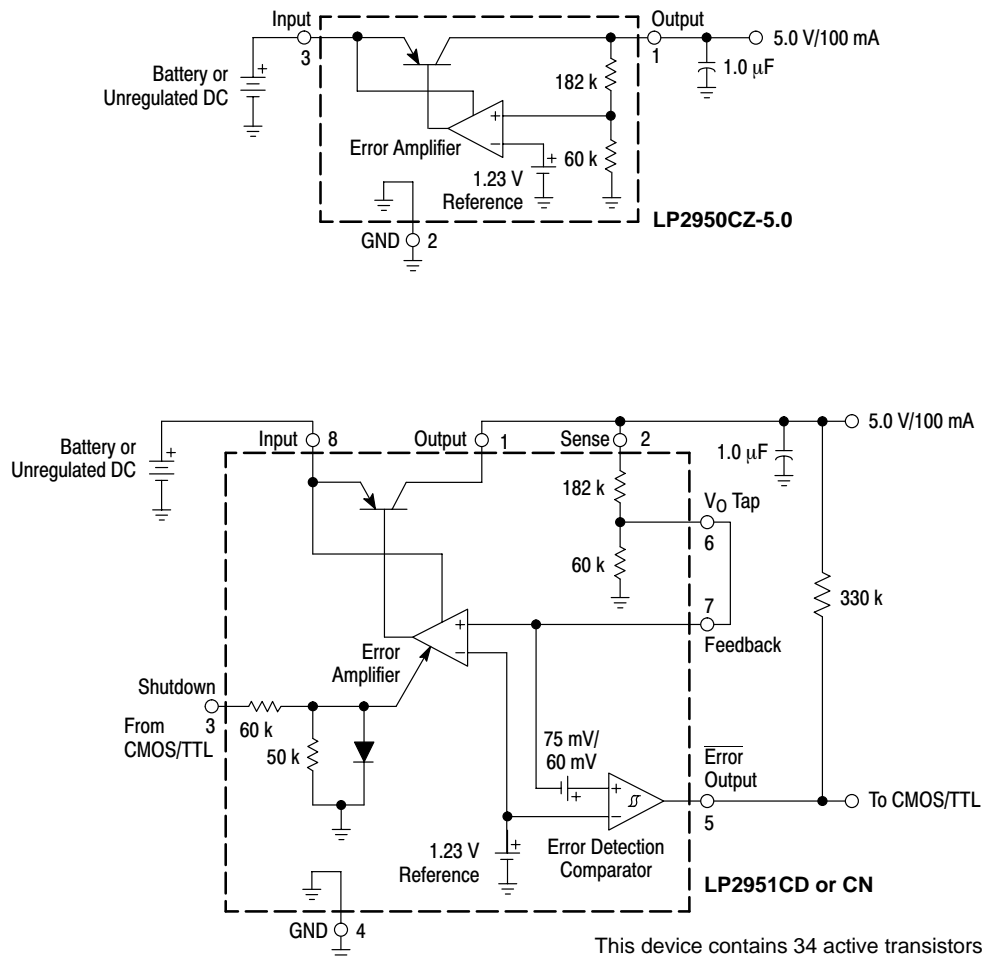 Input
3
Output
1
5.0 V/100 mA
1.0 μF
Battery or
Unregulated DC
182 k
+
+
Error Amplifier
−
60 k
+
1.23 V
Reference
GND
2
LP2950CZ-5.0
Battery or
Unregulated DC
+
Input
8
Output
1
Sense
2
5.0 V/100 mA
1.0 μF
+
182 k
VO Tap
6
60 k
330 k
7
Feedback
+
−
Error
Amplifier
Shutdown
3
From
CMOS/TTL
60 k
50 k
75 mV/
60 mV
+
+
−
Error
Output
5
To CMOS/TTL
1.23 V
Reference
+
Error Detection
Comparator
LP2951CD or CN
GND
4
This device contains 34 active transistors